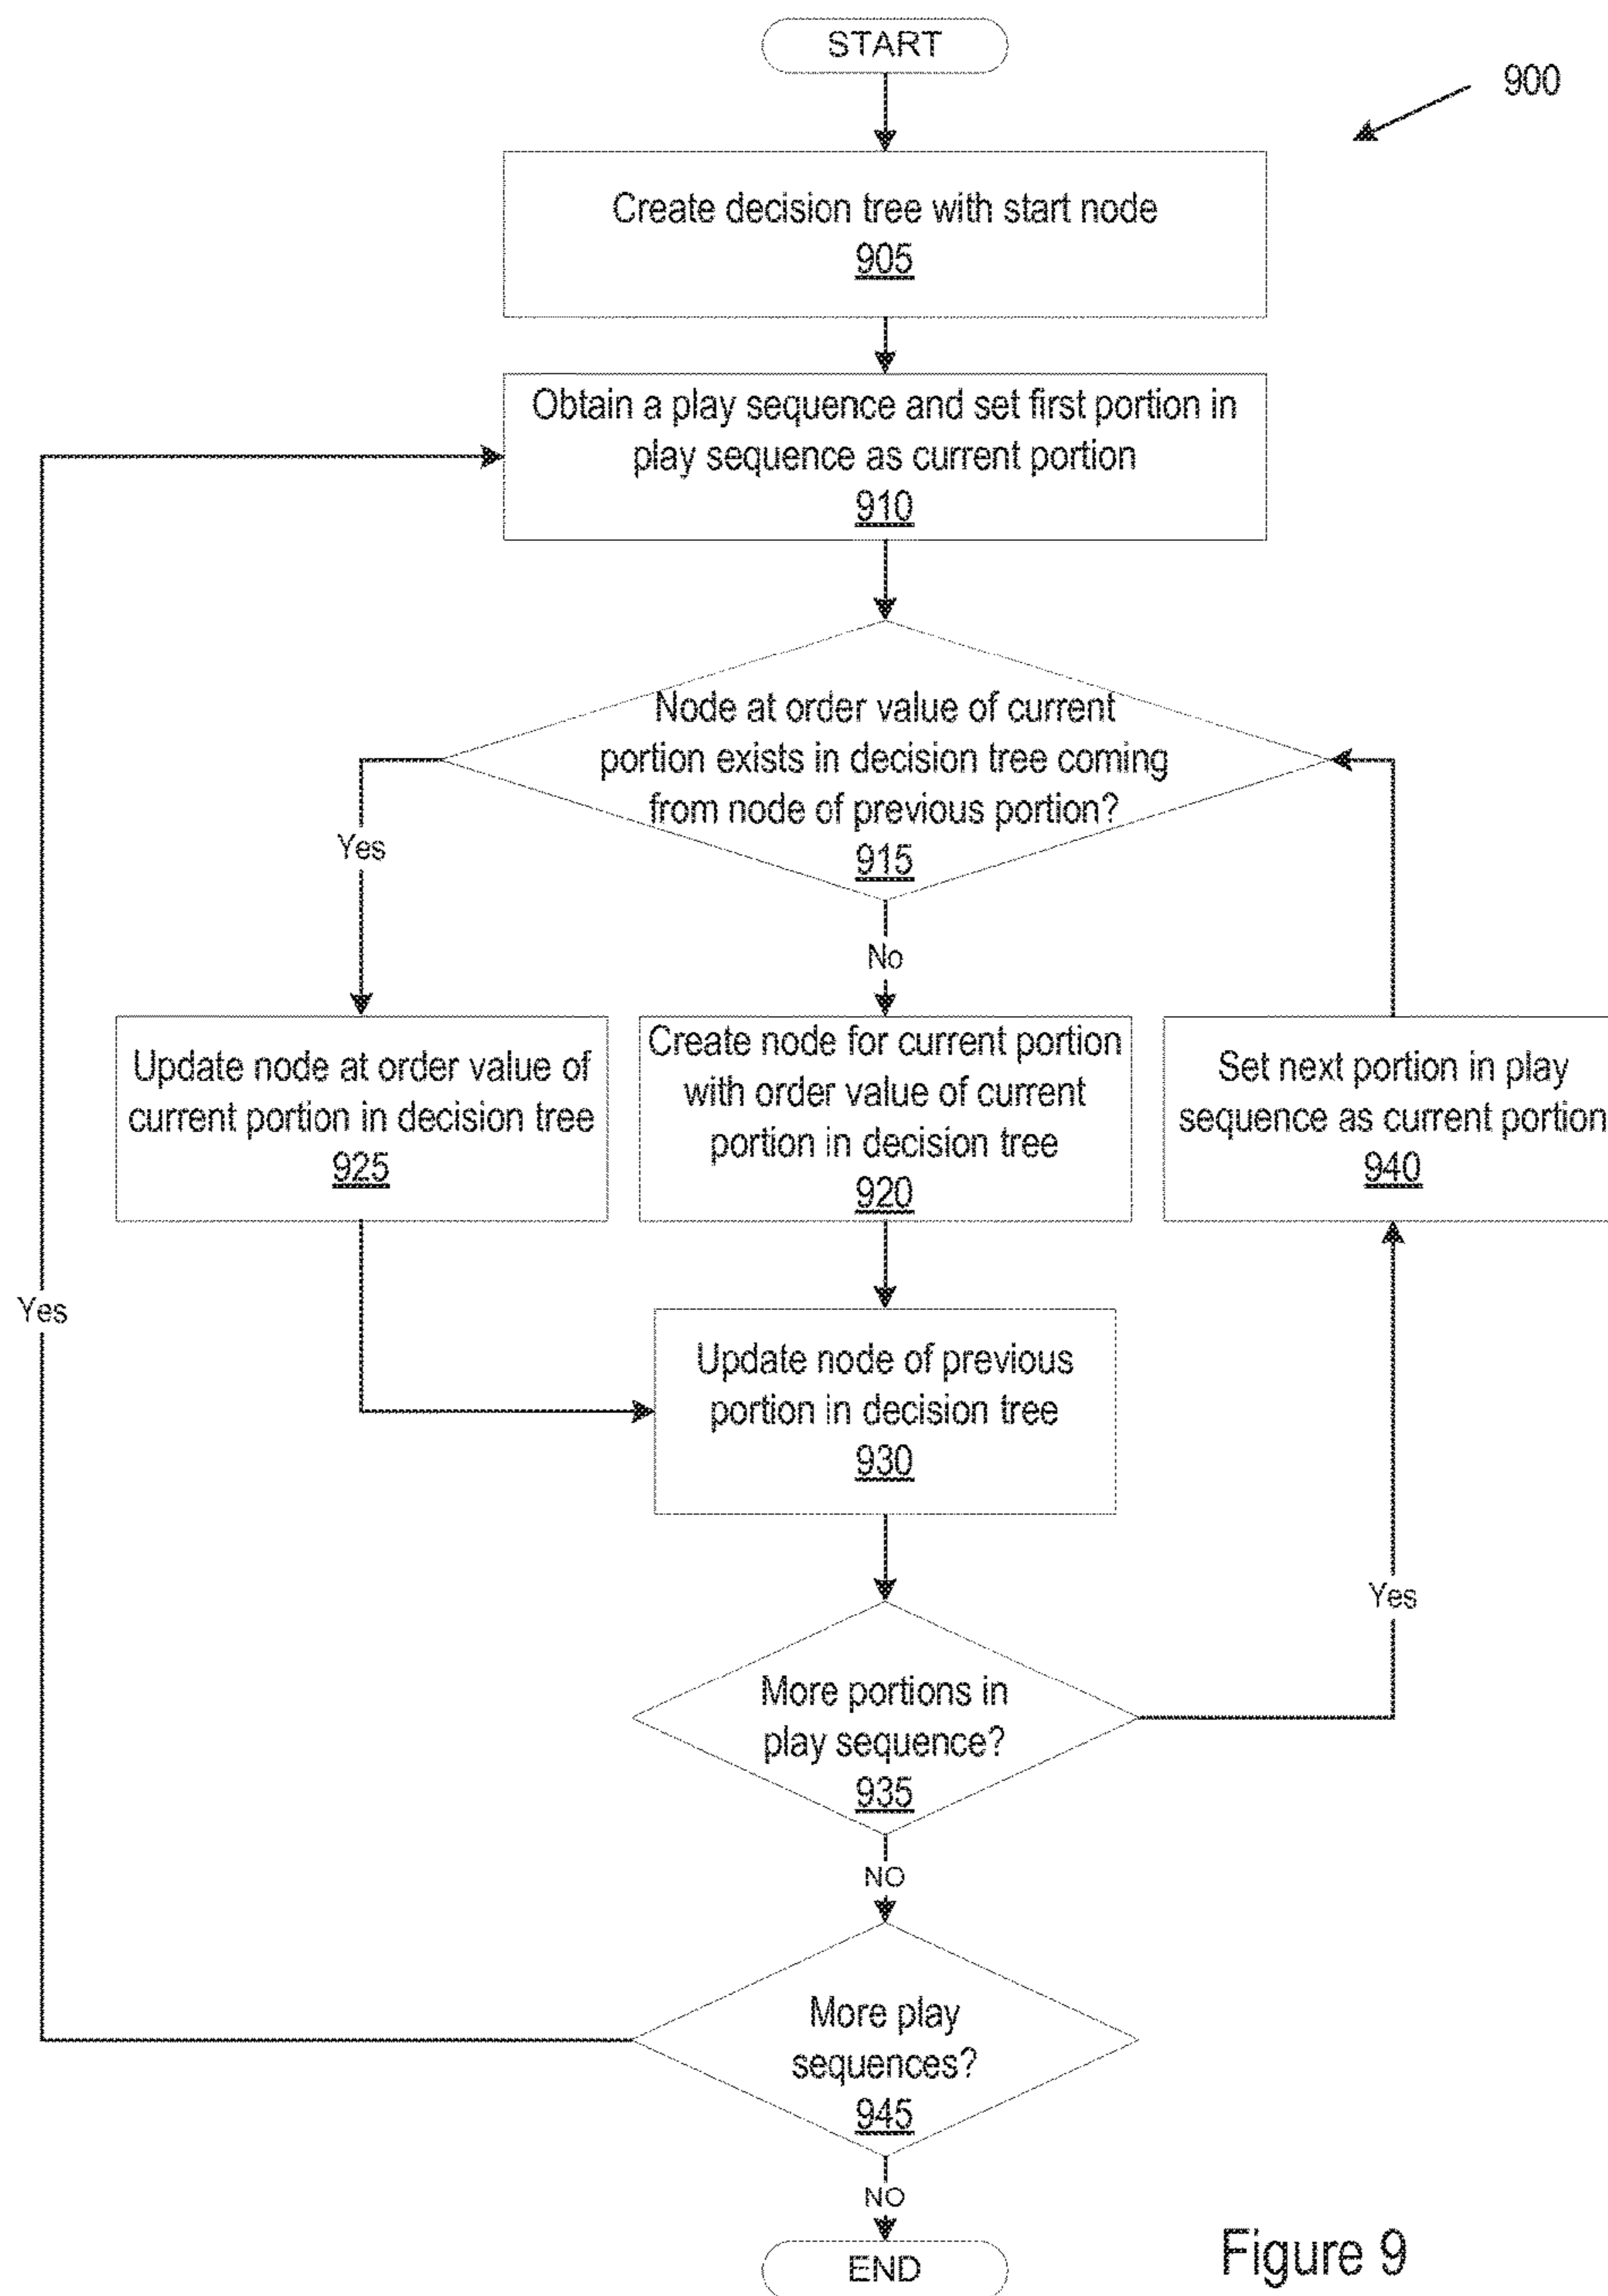 START
900
Create decision tree with start node
905
Obtain a play sequence and set first portion in
play sequence as current portion
910
Node at order value of current
portion exists in decision tree coming
from node of previous portion?
915
Yes
No
Update node at order value of
current portion in decision tree
925
Create node for current portion
with order value of current
portion in decision tree
920
Set next portion in play
sequence as current portion
940
Yes
Update node of previous
portion in decision tree
930
Yes
More portions in
play sequence?
935
NO
More play
sequences?
945
NO
END
Figure 9